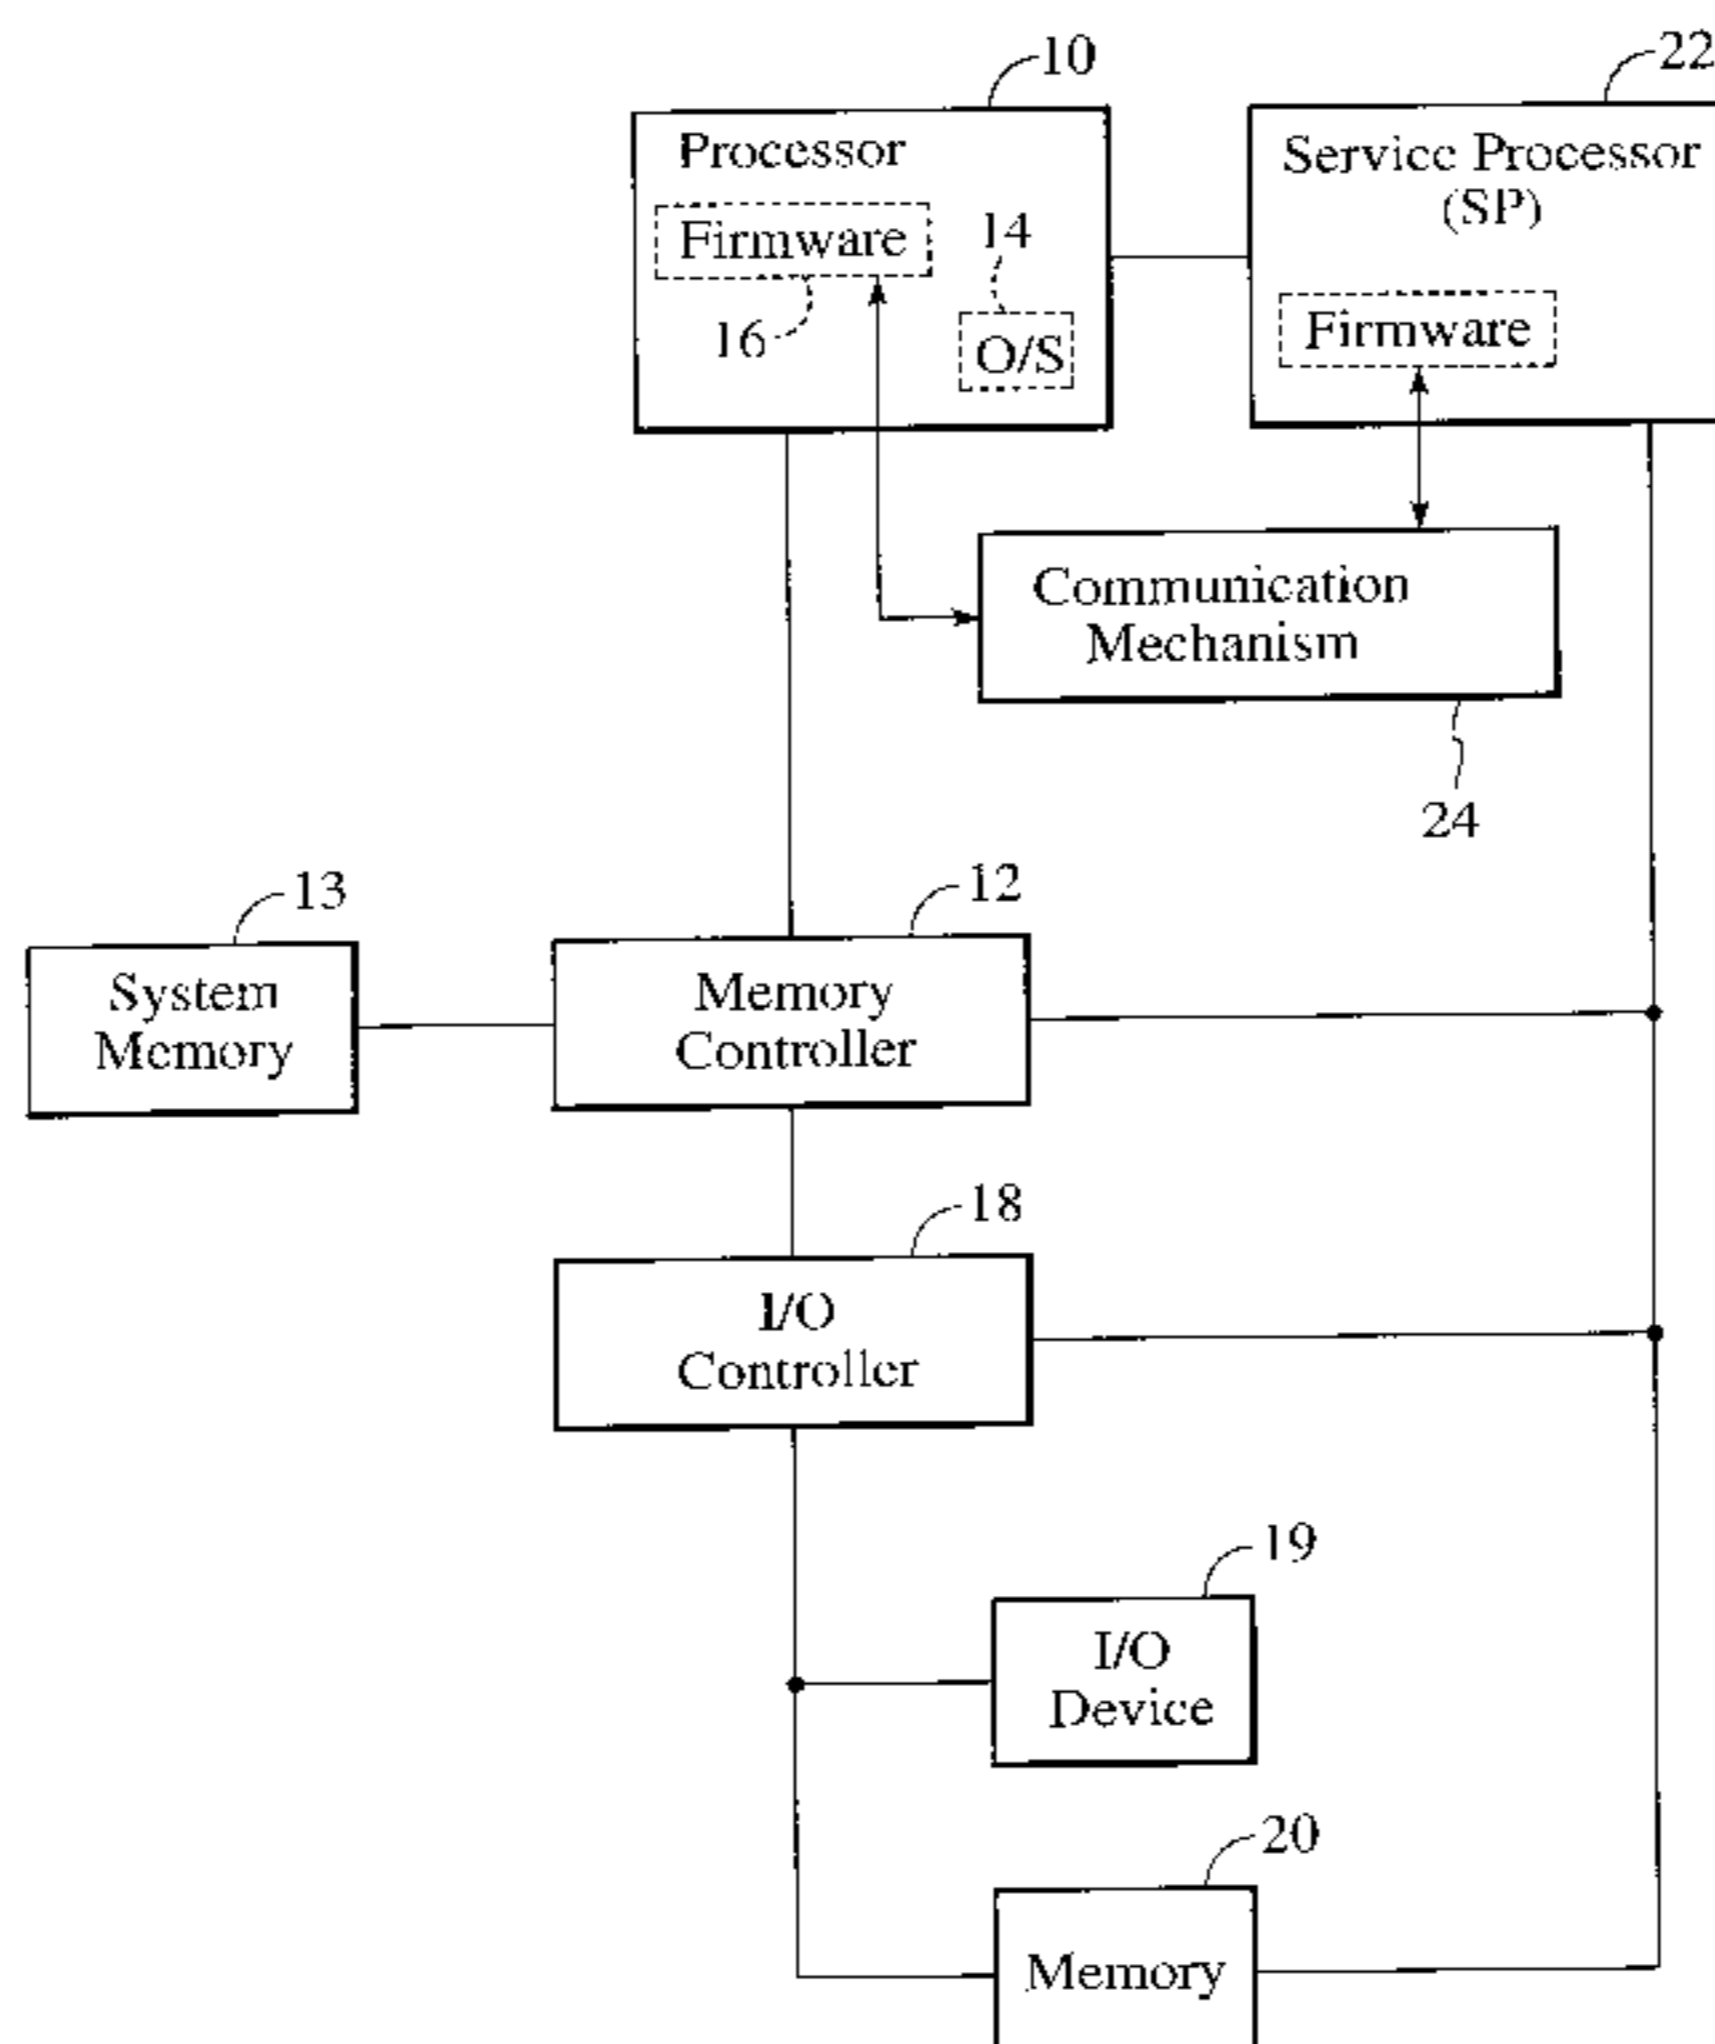 10
22
Processor
Service Processor
(SP)
Firmware
14
16
O/S
Firmware
Communication
Mechanism
24
13
12
System
Memory
Memory
Controller
18
I/O
Controller
19
I/O
Device
20
Memory